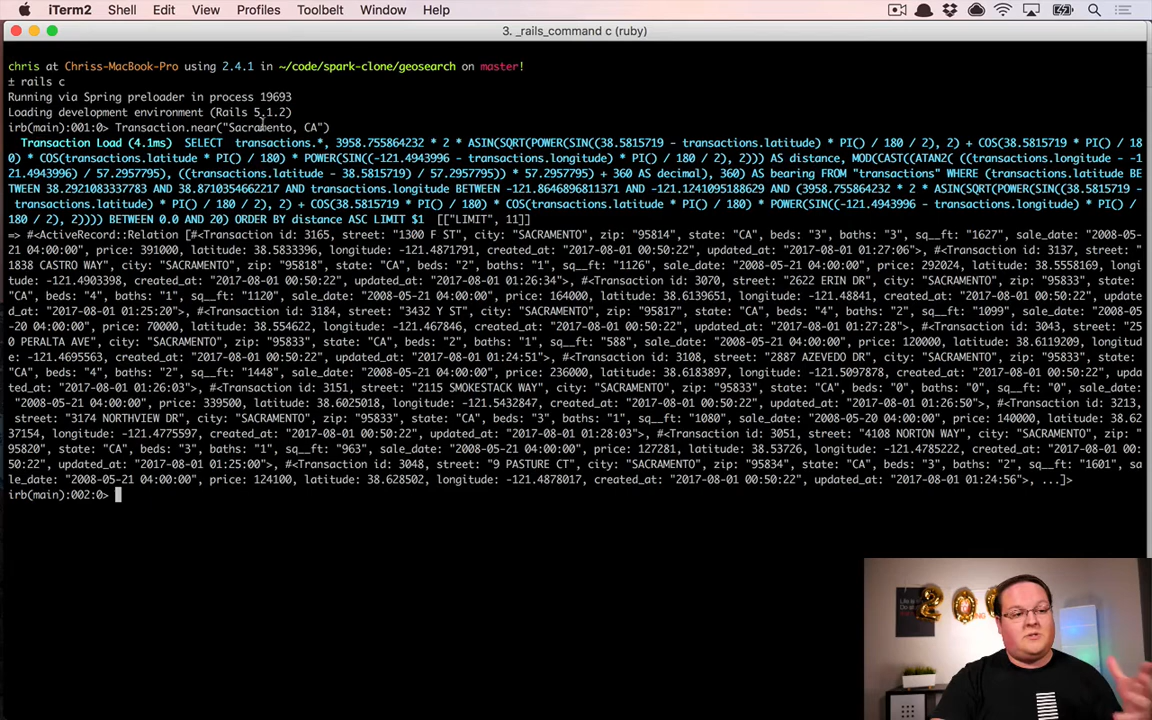 iTerm2 Shell Edit View Profiles Toolbelt Window Help
3. _rails_command c (ruby)
chris at Chriss-MacBook-Pro using 2.4.1 in ~/code/spark-clone/geosearch on master!
± rails c
Running via Spring preloader in process 19693
Loading development environment (Rails 5.1.2)
irb(main):001:0> Transaction.near("Sacramento, CA")
Transaction Load (4.1ms)  SELECT  transactions.*, 3958.755864232 * 2 * ASIN(SQRT(POWER(SIN((38.5815719 - transactions.latitude) * PI() / 180 / 2), 2) + COS(38.5815719 * PI() / 18
0) * COS(transactions.latitude * PI() / 180) * POWER(SIN((-121.4943996 - transactions.longitude) * PI() / 180 / 2), 2))) AS distance, MOD(CAST((ATAN2( ((transactions.longitude - -1
21.4943996) / 57.2957795), ((transactions.latitude - 38.5815719) / 57.2957795)) * 57.2957795) + 360 AS decimal), 360) AS bearing FROM "transactions" WHERE (transactions.latitude BE
TWEEN 38.2921083337783 AND 38.8710354662217 AND transactions.longitude BETWEEN -121.8646896811371 AND -121.1241095188629 AND (3958.755864232 * 2 * ASIN(SQRT(POWER(SIN((38.5815719 -
transactions.latitude) * PI() / 180 / 2), 2) + COS(38.5815719 * PI() / 180) * COS(transactions.latitude * PI() / 180) * POWER(SIN((-121.4943996 - transactions.longitude) * PI() /
180 / 2), 2)))) BETWEEN 0.0 AND 20) ORDER BY distance ASC LIMIT $1  [["LIMIT", 11]]
=> #<ActiveRecord::Relation [#<Transaction id: 3165, street: "1300 F ST", city: "SACRAMENTO", zip: "95814", state: "CA", beds: "3", baths: "3", sq__ft: "1627", sale_date: "2008-05-
21 04:00:00", price: 391000, latitude: 38.5833396, longitude: -121.4871791, created_at: "2017-08-01 00:50:22", updated_at: "2017-08-01 01:27:06">, #<Transaction id: 3137, street: "
1838 CASTRO WAY", city: "SACRAMENTO", zip: "95818", state: "CA", beds: "2", baths: "1", sq__ft: "1126", sale_date: "2008-05-21 04:00:00", price: 292024, latitude: 38.5558169, longi
tude: -121.4903398, created_at: "2017-08-01 00:50:22", updated_at: "2017-08-01 01:26:34">, #<Transaction id: 3070, street: "2622 ERIN DR", city: "SACRAMENTO", zip: "95833", state:
"CA", beds: "4", baths: "1", sq__ft: "1120", sale_date: "2008-05-21 04:00:00", price: 164000, latitude: 38.6139651, longitude: -121.48841, created_at: "2017-08-01 00:50:22", update
d_at: "2017-08-01 01:25:20">, #<Transaction id: 3184, street: "3432 Y ST", city: "SACRAMENTO", zip: "95817", state: "CA", beds: "4", baths: "2", sq__ft: "1099", sale_date: "2008-05
-20 04:00:00", price: 70000, latitude: 38.554622, longitude: -121.467846, created_at: "2017-08-01 00:50:22", updated_at: "2017-08-01 01:27:28">, #<Transaction id: 3043, street: "25
0 PERALTA AVE", city: "SACRAMENTO", zip: "95833", state: "CA", beds: "2", baths: "1", sq__ft: "588", sale_date: "2008-05-21 04:00:00", price: 120000, latitude: 38.6119209, longitud
e: -121.4695563, created_at: "2017-08-01 00:50:22", updated_at: "2017-08-01 01:24:51">, #<Transaction id: 3108, street: "2887 AZEVEDO DR", city: "SACRAMENTO", zip: "95833", state:
"CA", beds: "4", baths: "2", sq__ft: "1448", sale_date: "2008-05-21 04:00:00", price: 236000, latitude: 38.6183897, longitude: -121.5097878, created_at: "2017-08-01 00:50:22", upda
ted_at: "2017-08-01 01:26:03">, #<Transaction id: 3151, street: "2115 SMOKESTACK WAY", city: "SACRAMENTO", zip: "95833", state: "CA", beds: "0", baths: "0", sq__ft: "0", sale_date:
"2008-05-21 04:00:00", price: 339500, latitude: 38.6025018, longitude: -121.5432847, created_at: "2017-08-01 00:50:22", updated_at: "2017-08-01 01:26:50">, #<Transaction id: 3213,
street: "3174 NORTHVIEW DR", city: "SACRAMENTO", zip: "95833", state: "CA", beds: "3", baths: "1", sq__ft: "1080", sale_date: "2008-05-20 04:00:00", price: 140000, latitude: 38.62
37154, longitude: -121.4775597, created_at: "2017-08-01 00:50:22", updated_at: "2017-08-01 01:28:03">, #<Transaction id: 3051, street: "4108 NORTON WAY", city: "SACRAMENTO", zip: "
95820", state: "CA", beds: "3", baths: "1", sq__ft: "963", sale_date: "2008-05-21 04:00:00", price: 127281, latitude: 38.53726, longitude: -121.4785222, created_at: "2017-08-01 00:
50:22", updated_at: "2017-08-01 01:25:00">, #<Transaction id: 3048, street: "9 PASTURE CT", city: "SACRAMENTO", zip: "95834", state: "CA", beds: "3", baths: "2", sq__ft: "1601", sa
le_date: "2008-05-21 04:00:00", price: 124100, latitude: 38.628502, longitude: -121.4878017, created_at: "2017-08-01 00:50:22", updated_at: "2017-08-01 01:24:56">, ...]>
irb(main):002:0>